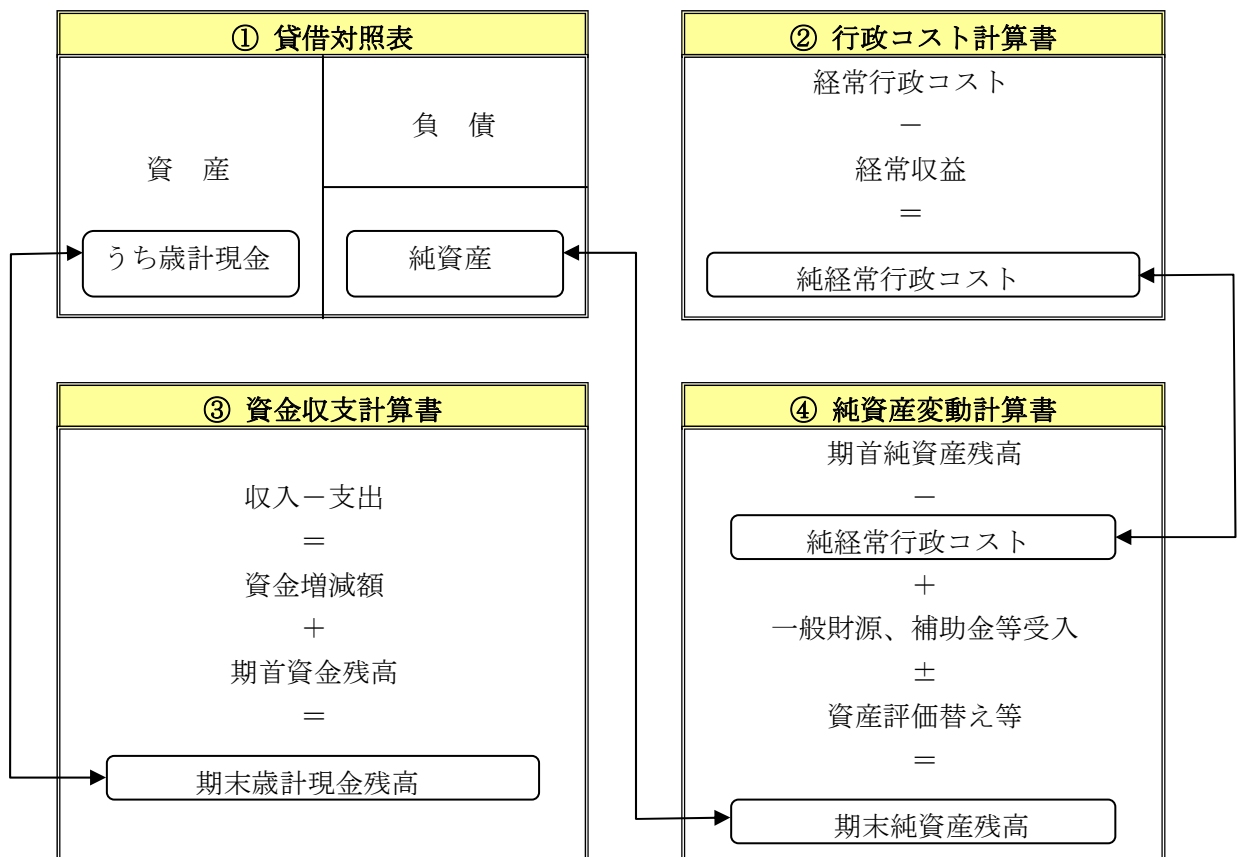 ① 貸借対照表
資　産
負　債
うち歳計現金
純資産
② 行政コスト計算書
経常行政コスト
－
経常収益
＝
純経常行政コスト
③ 資金収支計算書
収入－支出
＝
資金増減額
＋
期首資金残高
＝
期末歳計現金残高
④ 純資産変動計算書
期首純資産残高
－
純経常行政コスト
＋
一般財源、補助金等受入
±
資産評価替え等
＝
期末純資産残高